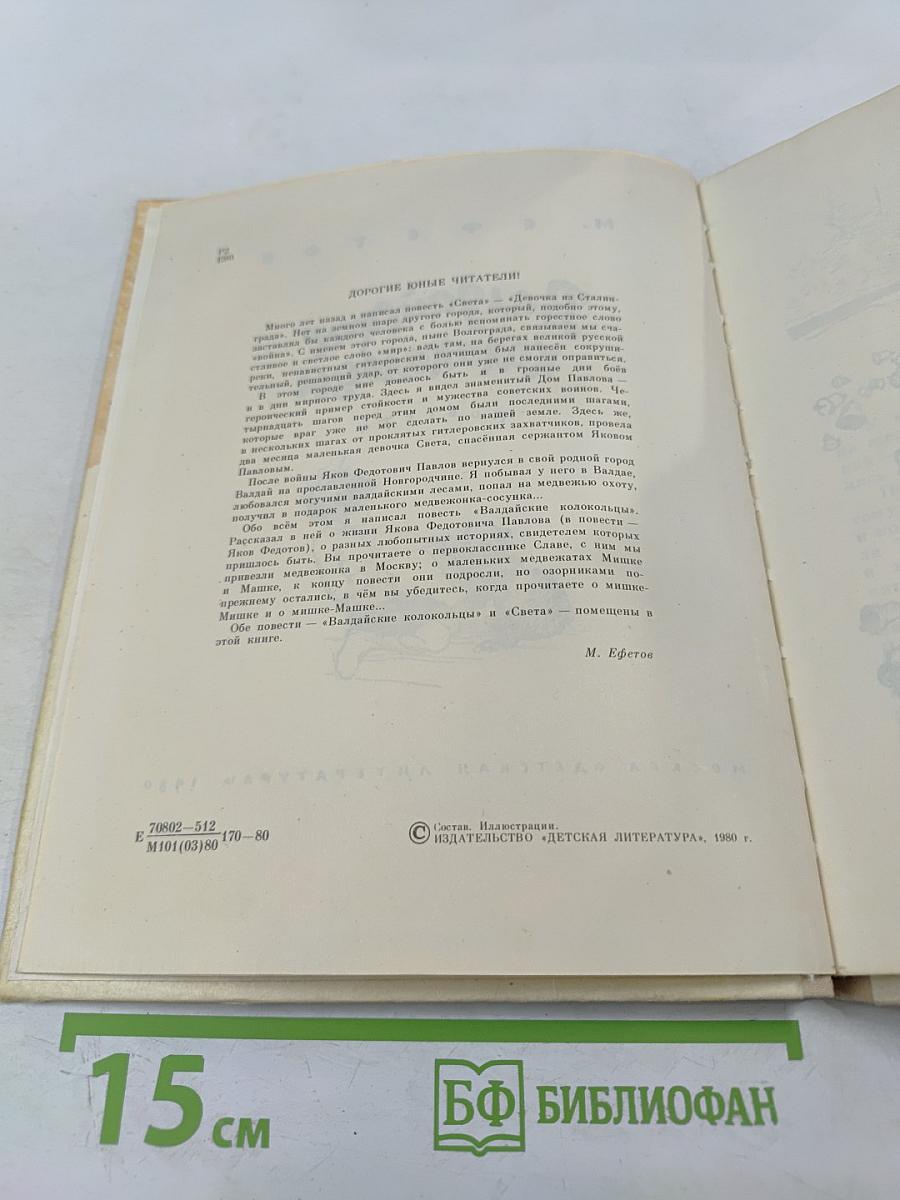 Р2
ДОРОГИЕ ЮНЫЕ ЧИТАТЕЛИ!
Много лет назад я написал повесть «Света» — «Девочка из Сталин-
града». Нет на земном шаре другого города, который, подобно этому,
заставлял бы каждого человека с болью вспоминать горестное слово
«война». С именем этого города, ныне Волгограда, связываем мы сча-
стливое и светлое слово «мир»: ведь там, на берегах великой русской
реки, ненавистным гитлеровским полчищам был нанесён сокруши-
тельный, решающий удар, от которого они уже не смогли оправиться.
В этом городе мне довелось быть и в грозные дни боёв
и в дни мирного труда. Здесь я видел знаменитый Дом Павлова —
героический пример стойкости и мужества советских воинов. Че-
тырнадцать шагов перед этим домом были последними шагами,
которые враг уже не мог сделать по нашей земле. Здесь же,
в нескольких шагах от проклятых гитлеровских захватчиков, провела
два месяца маленькая девочка Света, спасённая сержантом Яковом
Павловым.
После войны Яков Федотович Павлов вернулся в свой родной город
Валдай на прославленной Новгородчине. Я побывал у него в Валдае,
любовался могучими валдайскими лесами, попал на медвежью охоту,
получил в подарок маленького медвежонка-сосунка...
Обо всём этом я написал повесть «Валдайские колокольцы».
Рассказал в ней о жизни Якова Федотовича Павлова (в повести —
Яков Федотов), о разных любопытных историях, свидетелем которых
пришлось быть. Вы прочитаете о первокласснике Славе, с ним мы
привезли медвежонка в Москву; о маленьких медвежатах Мишке
и Машке, к концу повести они подросли, но озорниками по-
прежнему остались, в чём вы убедитесь, когда прочитаете о мишке-
Мишке и о мишке-Машке...
Обе повести — «Валдайские колокольцы» и «Света» — помещены в
этой книге.
М. Ефетов
Е 70802—512
М101(03)80 170—80
© Состав. Иллюстрации.
ИЗДАТЕЛЬСТВО «ДЕТСКАЯ ЛИТЕРАТУРА», 1980 г.
15 см
БФ БИБЛИОФАН